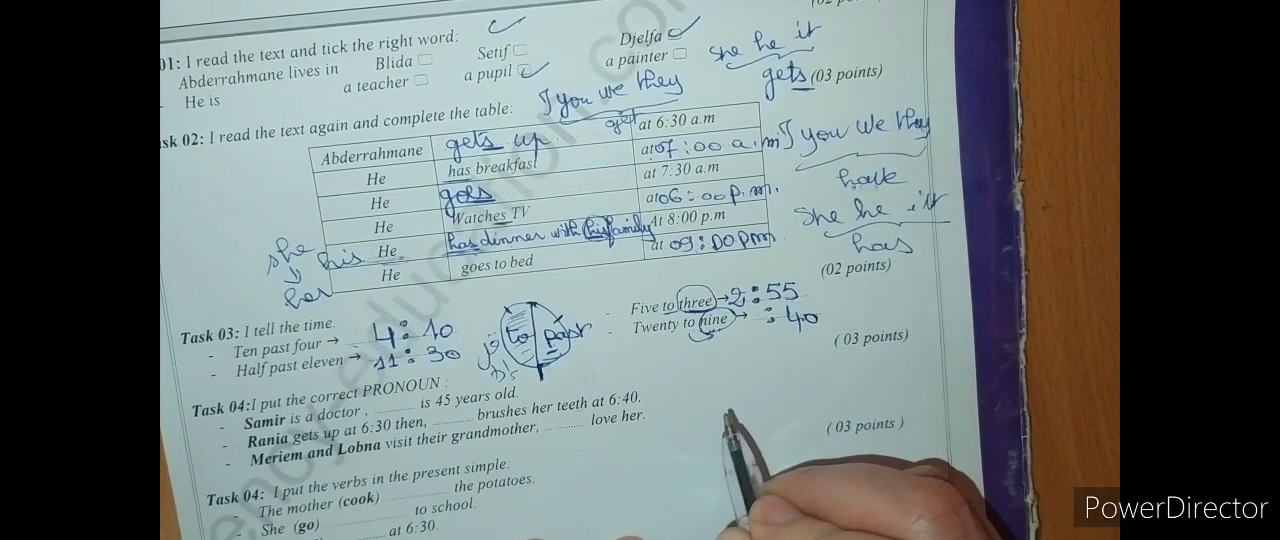 01: I read the text and tick the right word:
Abderrahmane lives in Blida Setif Djelfa
He is a teacher a pupil a painter
she he it
gets (03 points)
sk 02: I read the text again and complete the table:
I you we they
get
Abderrahmane gets up at 6:30 a.m
He has breakfast at 07:00 a.m
He goes at 7:30 a.m
He Watches TV at 06:00 p.m.
He has dinner with his family At 8:00 p.m
He goes to bed at 09:00 pm
I you we they
have
she he it
has
she his
her
(02 points)
Task 03: I tell the time.
- Ten past four → 4:10
- Half past eleven → 11:30
to past
- Five to three → 2:55
- Twenty to nine → :40
(03 points)
Task 04:I put the correct PRONOUN :
- Samir is a doctor , ......... is 45 years old.
- Rania gets up at 6:30 then, ......... brushes her teeth at 6:40.
- Meriem and Lobna visit their grandmother, ......... love her.
(03 points )
Task 04: I put the verbs in the present simple:
- The mother (cook) ............ the potatoes.
- She (go) ............ to school.
at 6:30.
PowerDirector